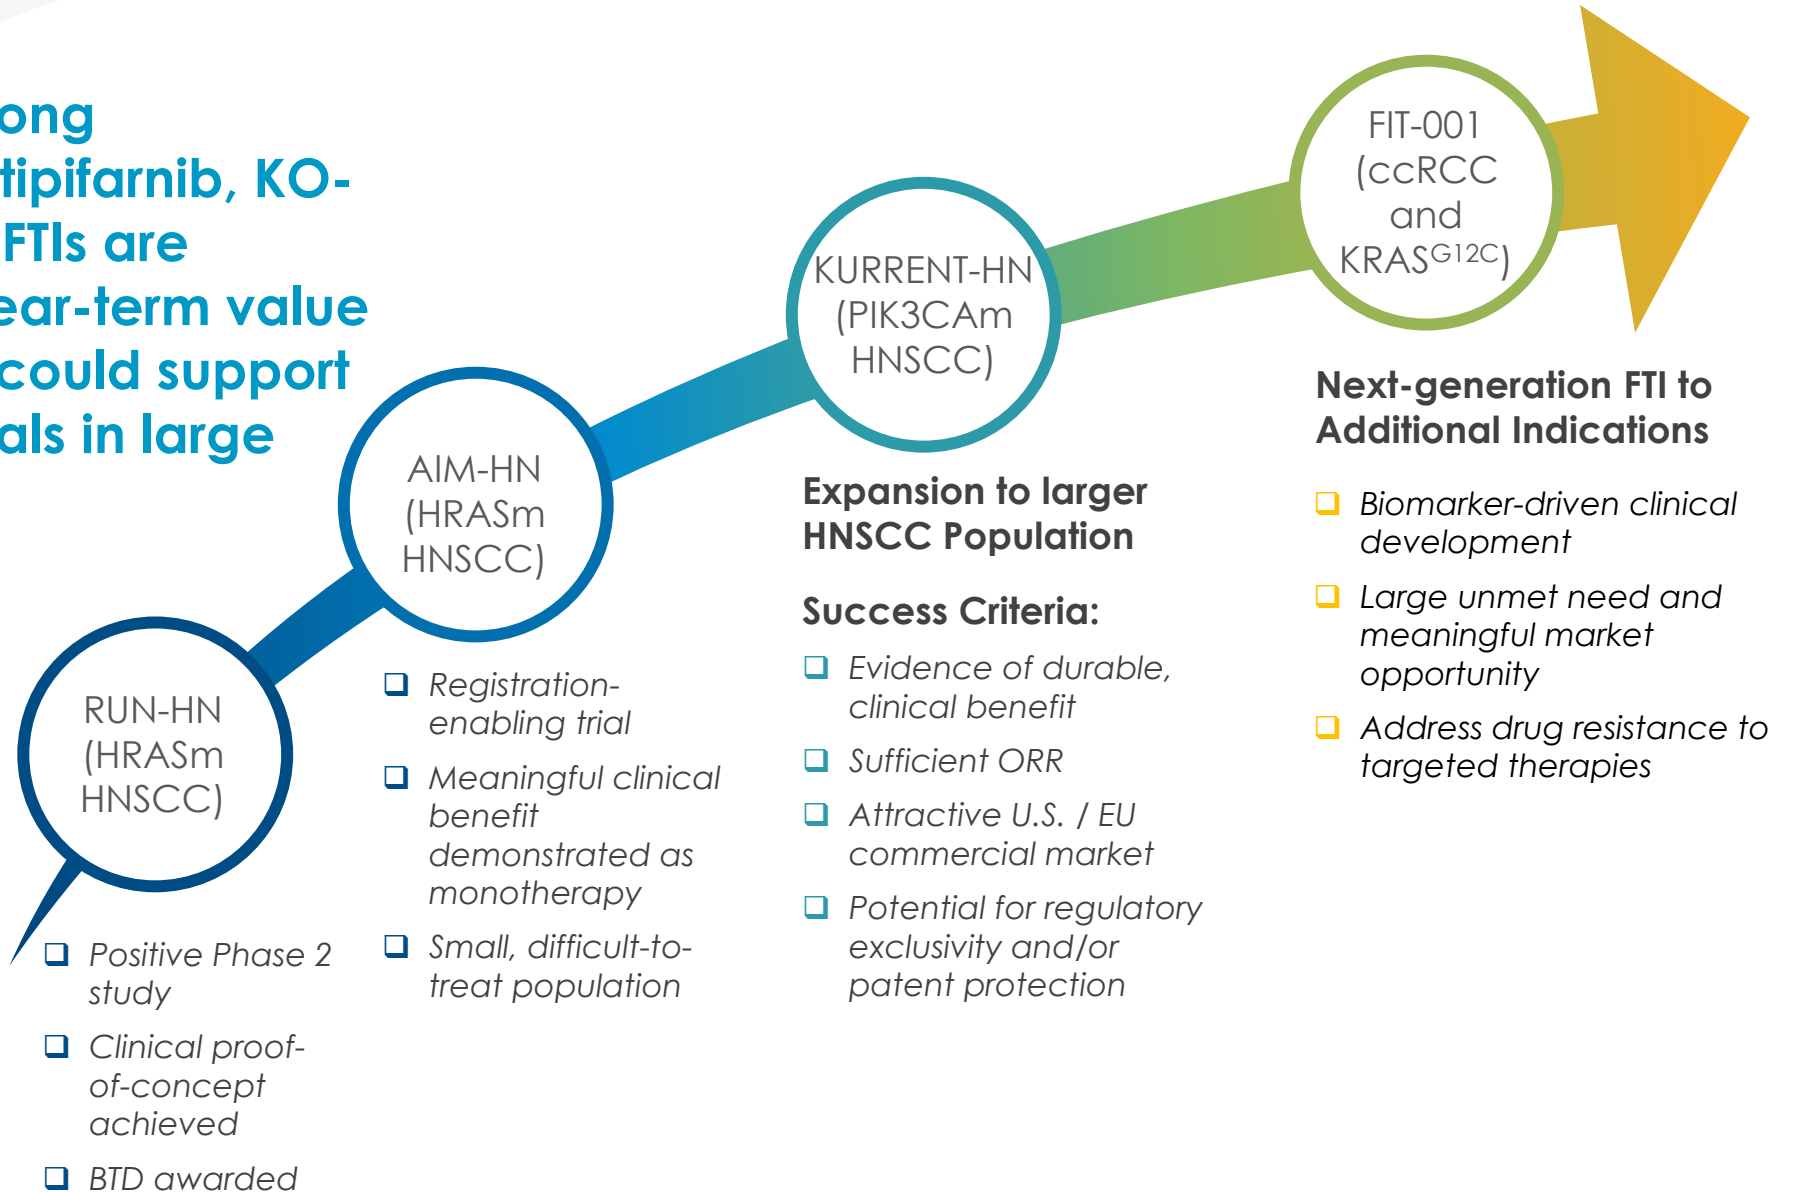 ong
tipifarnib, KO-
FTIs are
ear-term value
could support
als in large
RUN-HN
(HRASm
HNSCC)
❑ Positive Phase 2
study
❑ Clinical proof-
of-concept
achieved
❑ BTD awarded
AIM-HN
(HRASm
HNSCC)
❑ Registration-
enabling trial
❑ Meaningful clinical
benefit
demonstrated as
monotherapy
❑ Small, difficult-to-
treat population
KURRENT-HN
(PIK3CAm
HNSCC)
Expansion to larger
HNSCC Population
Success Criteria:
❑ Evidence of durable,
clinical benefit
❑ Sufficient ORR
❑ Attractive U.S. / EU
commercial market
❑ Potential for regulatory
exclusivity and/or
patent protection
FIT-001
(ccRCC
and
KRASG12C)
Next-generation FTI to
Additional Indications
❑ Biomarker-driven clinical
development
❑ Large unmet need and
meaningful market
opportunity
❑ Address drug resistance to
targeted therapies